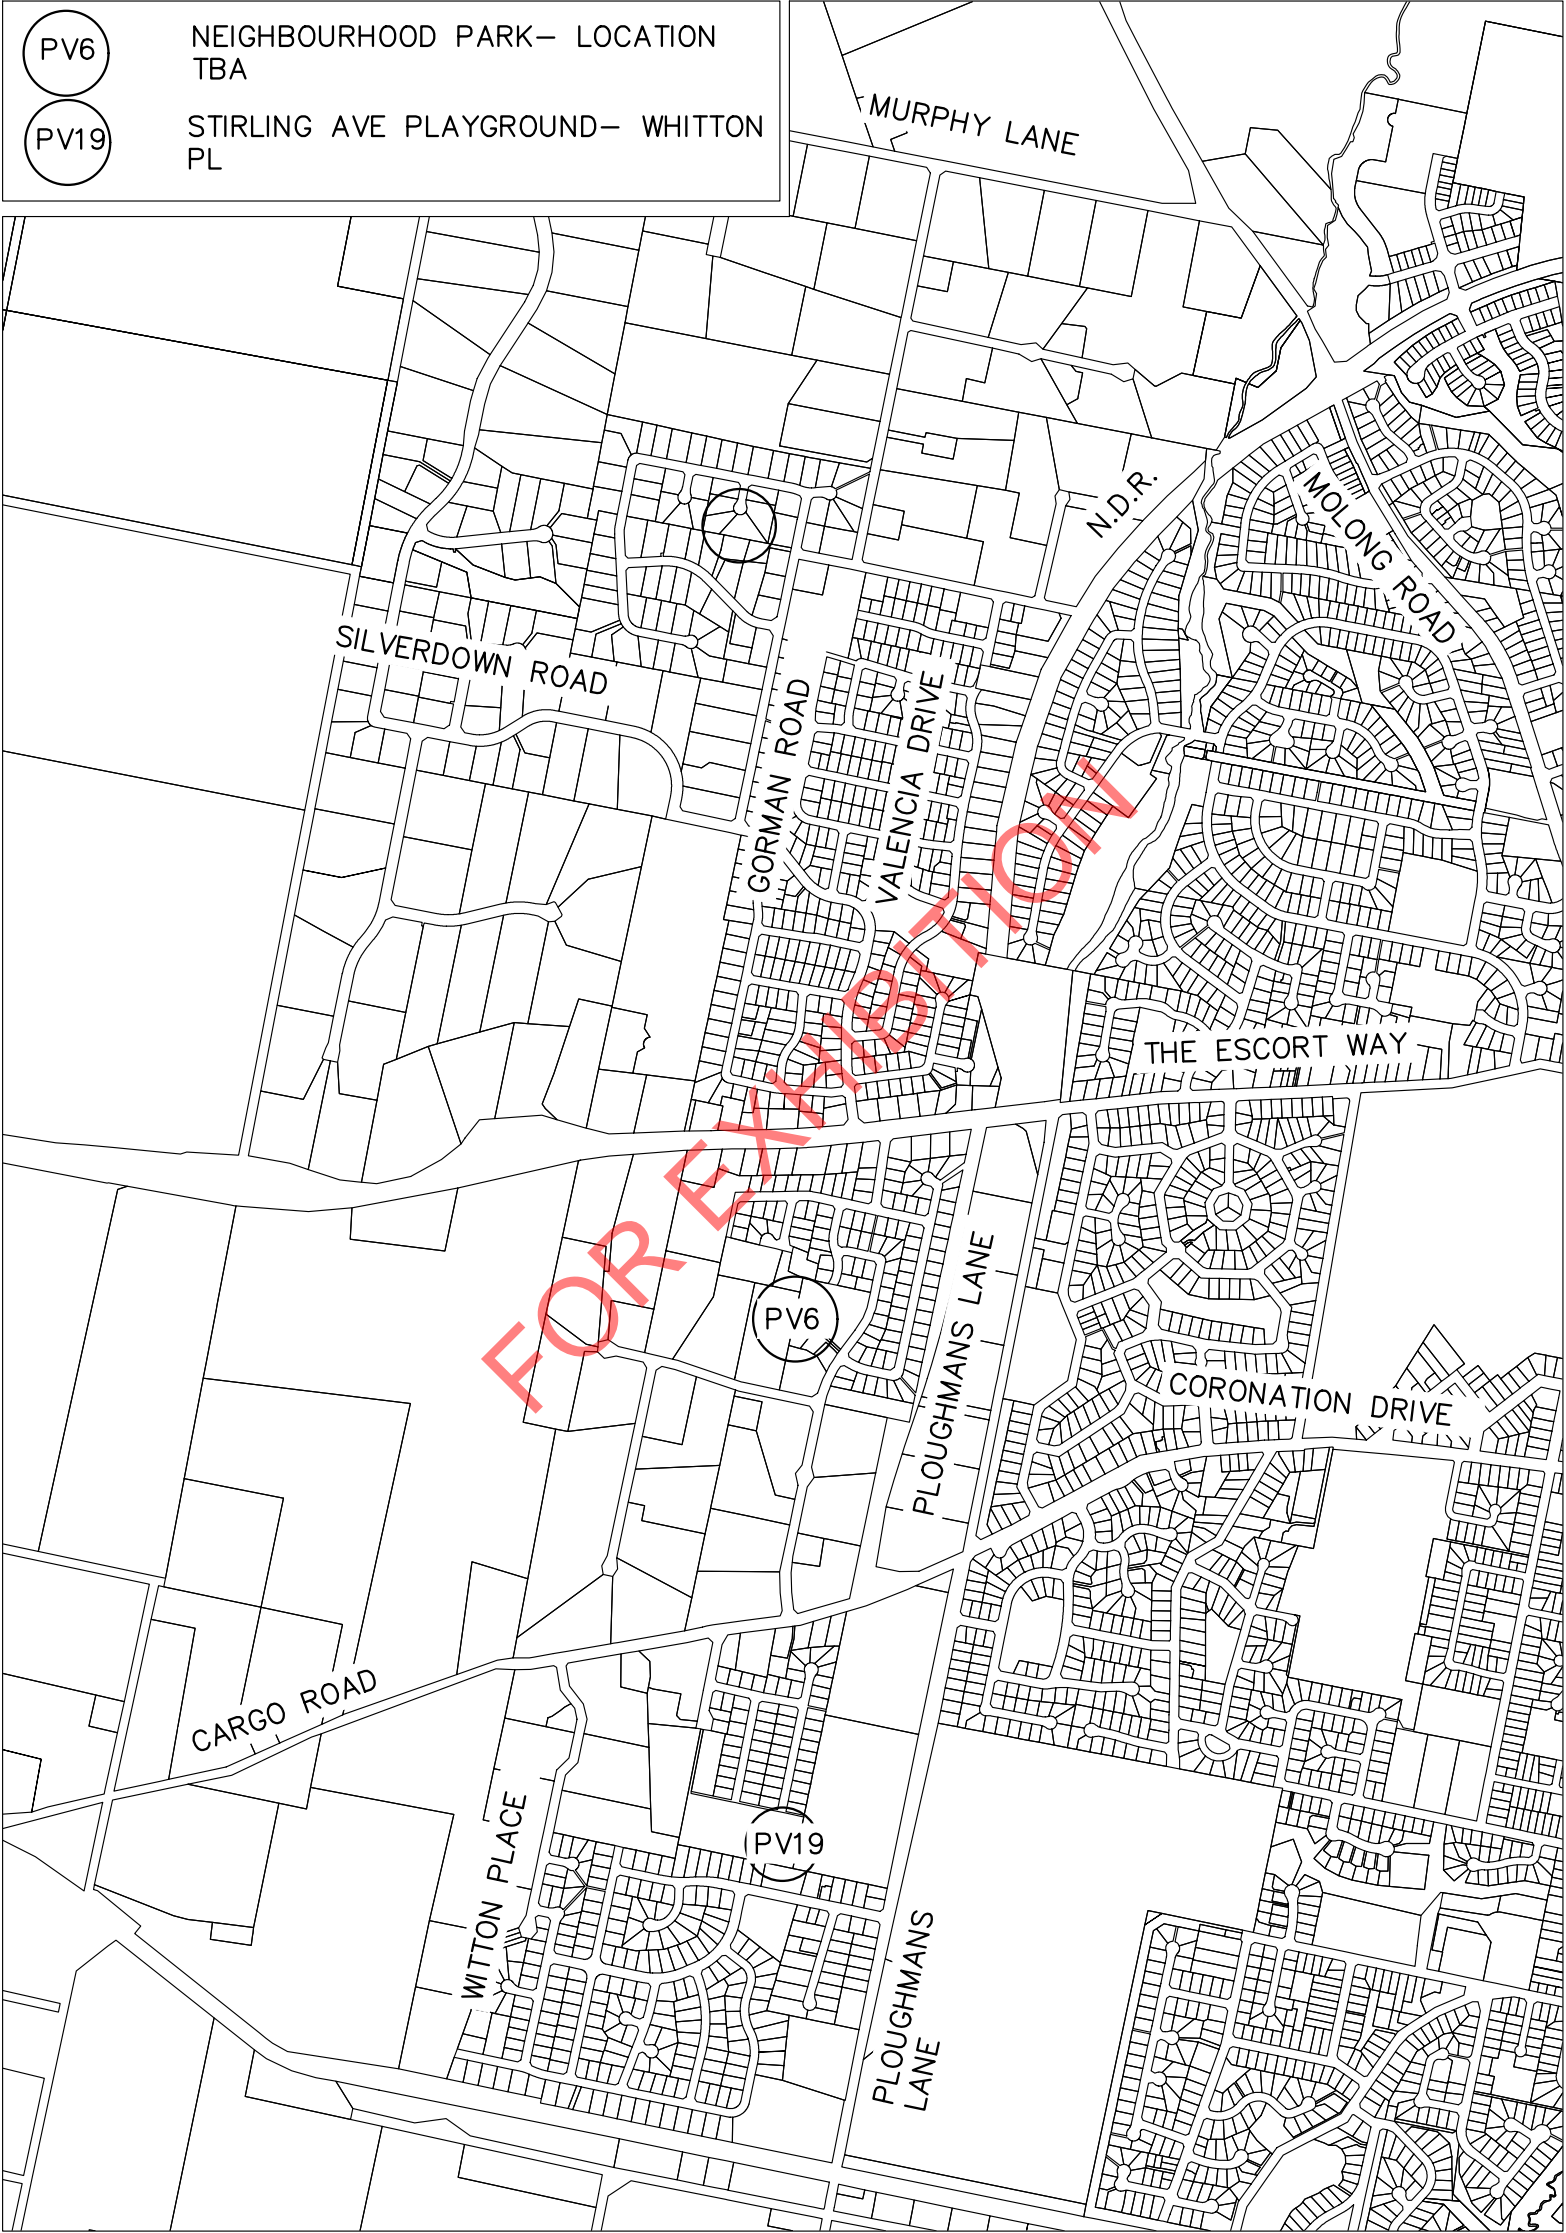 PV6
NEIGHBOURHOOD PARK– LOCATION
TBA
PV19
STIRLING AVE PLAYGROUND– WHITTON
PL
MURPHY LANE
N.D.R.
MOLONG ROAD
SILVERDOWN ROAD
GORMAN ROAD
VALENCIA DRIVE
FOR EXHIBITION
THE ESCORT WAY
PLOUGHMANS LANE
PV6
CORONATION DRIVE
CARGO ROAD
WITTON PLACE
PV19
PLOUGHMANS
LANE